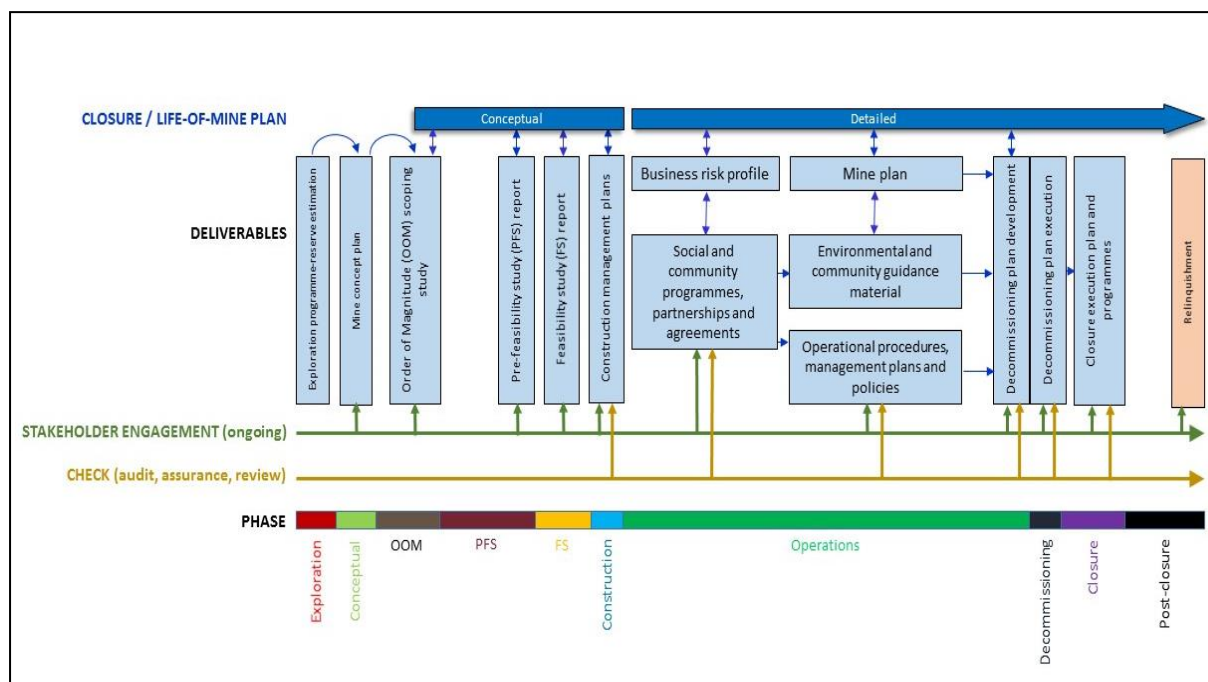 CLOSURE / LIFE-OF-MINE PLAN
Conceptual
Detailed
DELIVERABLES
Exploration programme-reserve estimation
Mine concept plan
Order of Magnitude (OOM) scoping
study
Pre-feasibility study (PFS) report
Feasibility study (FS) report
Construction management plans
Business risk profile
Mine plan
Social and
community
programmes,
partnerships and
agreements
Environmental and
community guidance
material
Operational procedures,
management plans and
policies
Decommissioning plan development
Decommissioning plan execution
Closure execution plan and
programmes
Relinquishment
STAKEHOLDER ENGAGEMENT (ongoing)
CHECK (audit, assurance, review)
PHASE
Exploration
Conceptual
OOM
PFS
FS
Construction
Operations
Decommissioning
Closure
Post-closure